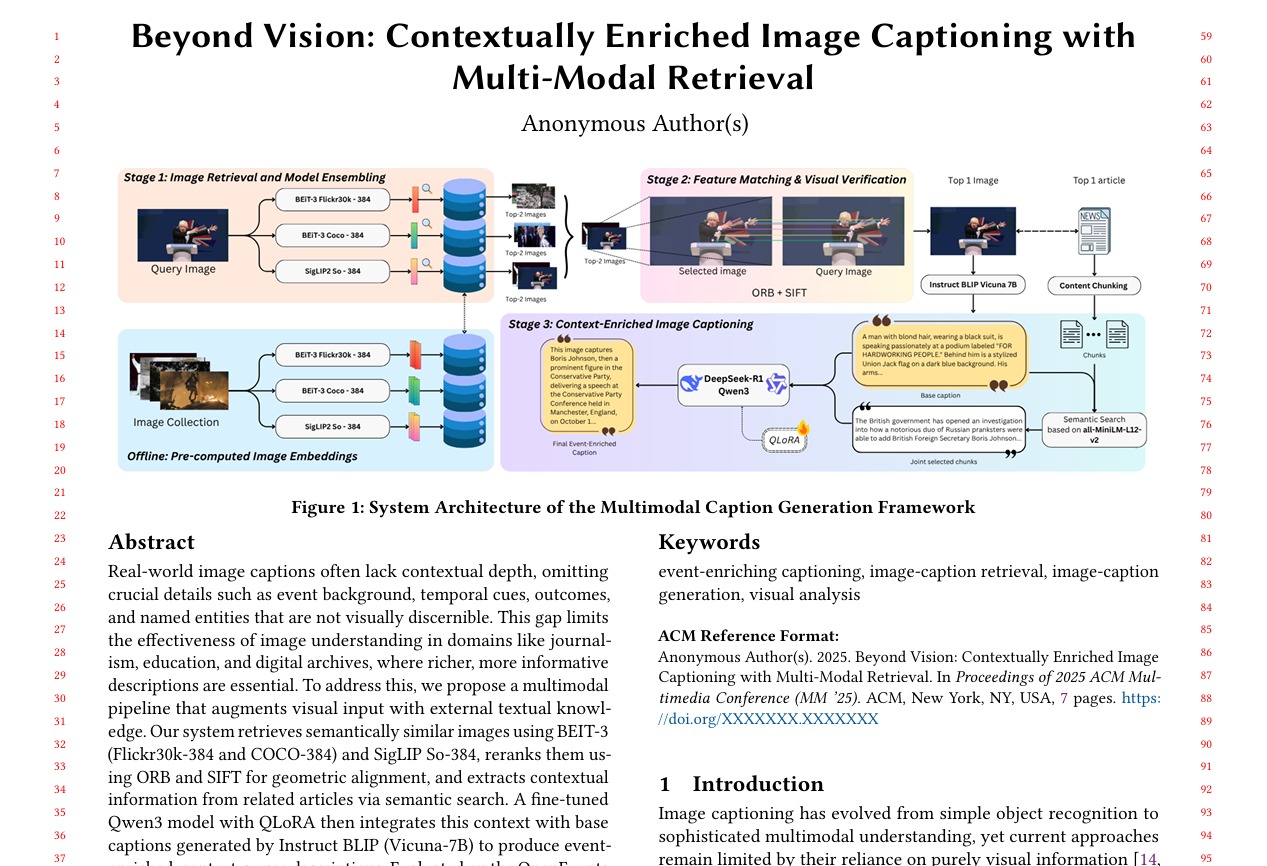 Beyond Vision: Contextually Enriched Image Captioning with
Multi-Modal Retrieval
Anonymous Author(s)
Stage 1: Image Retrieval and Model Ensembling
Query Image
BEiT-3 Flickr30k - 384
BEiT-3 Coco - 384
SigLIP2 So - 384
Top-2 Images
Top-2 Images
Top-2 Images
Top-2 Images
Stage 2: Feature Matching & Visual Verification
Selected image
Query Image
ORB + SIFT
Top 1 Image
Top 1 article
NEWS
Instruct BLIP Vicuna 7B
Content Chunking
Chunks
Image Collection
BEiT-3 Flickr30k - 384
BEiT-3 Coco - 384
SigLIP2 So - 384
Offline: Pre-computed Image Embeddings
Stage 3: Context-Enriched Image Captioning
This image captures
Boris Johnson, then a
prominent figure in the
Conservative Party,
delivering a speech at
the Conservative Party
Conference held in
Manchester, England,
on October 1...
Final Event-Enriched
Caption
DeepSeek-R1
Qwen3
QLoRA
A man with blond hair, wearing a black suit, is
speaking passionately at a podium labeled "FOR
HARDWORKING PEOPLE." Behind him is a stylized
Union Jack flag on a dark blue background. His
arms...
Base caption
The British government has opened an investigation
into how a notorious duo of Russian pranksters were
able to add British Foreign Secretary Boris Johnson...
Joint selected chunks
Semantic Search
based on all-MiniLM-L12-
v2
Figure 1: System Architecture of the Multimodal Caption Generation Framework
Abstract
Real-world image captions often lack contextual depth, omitting
crucial details such as event background, temporal cues, outcomes,
and named entities that are not visually discernible. This gap limits
the effectiveness of image understanding in domains like journal-
ism, education, and digital archives, where richer, more informative
descriptions are essential. To address this, we propose a multimodal
pipeline that augments visual input with external textual knowl-
edge. Our system retrieves semantically similar images using BEIT-3
(Flickr30k-384 and COCO-384) and SigLIP So-384, reranks them us-
ing ORB and SIFT for geometric alignment, and extracts contextual
information from related articles via semantic search. A fine-tuned
Qwen3 model with QLoRA then integrates this context with base
captions generated by Instruct BLIP (Vicuna-7B) to produce event-
Keywords
event-enriching captioning, image-caption retrieval, image-caption
generation, visual analysis
ACM Reference Format:
Anonymous Author(s). 2025. Beyond Vision: Contextually Enriched Image
Captioning with Multi-Modal Retrieval. In Proceedings of 2025 ACM Mul-
timedia Conference (MM ’25). ACM, New York, NY, USA, 7 pages. https:
//doi.org/XXXXXXX.XXXXXXX
1 Introduction
Image captioning has evolved from simple object recognition to
sophisticated multimodal understanding, yet current approaches
remain limited by their reliance on purely visual information [14,
1
2
3
4
5
6
7
8
9
10
11
12
13
14
15
16
17
18
19
20
21
22
23
24
25
26
27
28
29
30
31
32
33
34
35
36
37
59
60
61
62
63
64
65
66
67
68
69
70
71
72
73
74
75
76
77
78
79
80
81
82
83
84
85
86
87
88
89
90
91
92
93
94
95